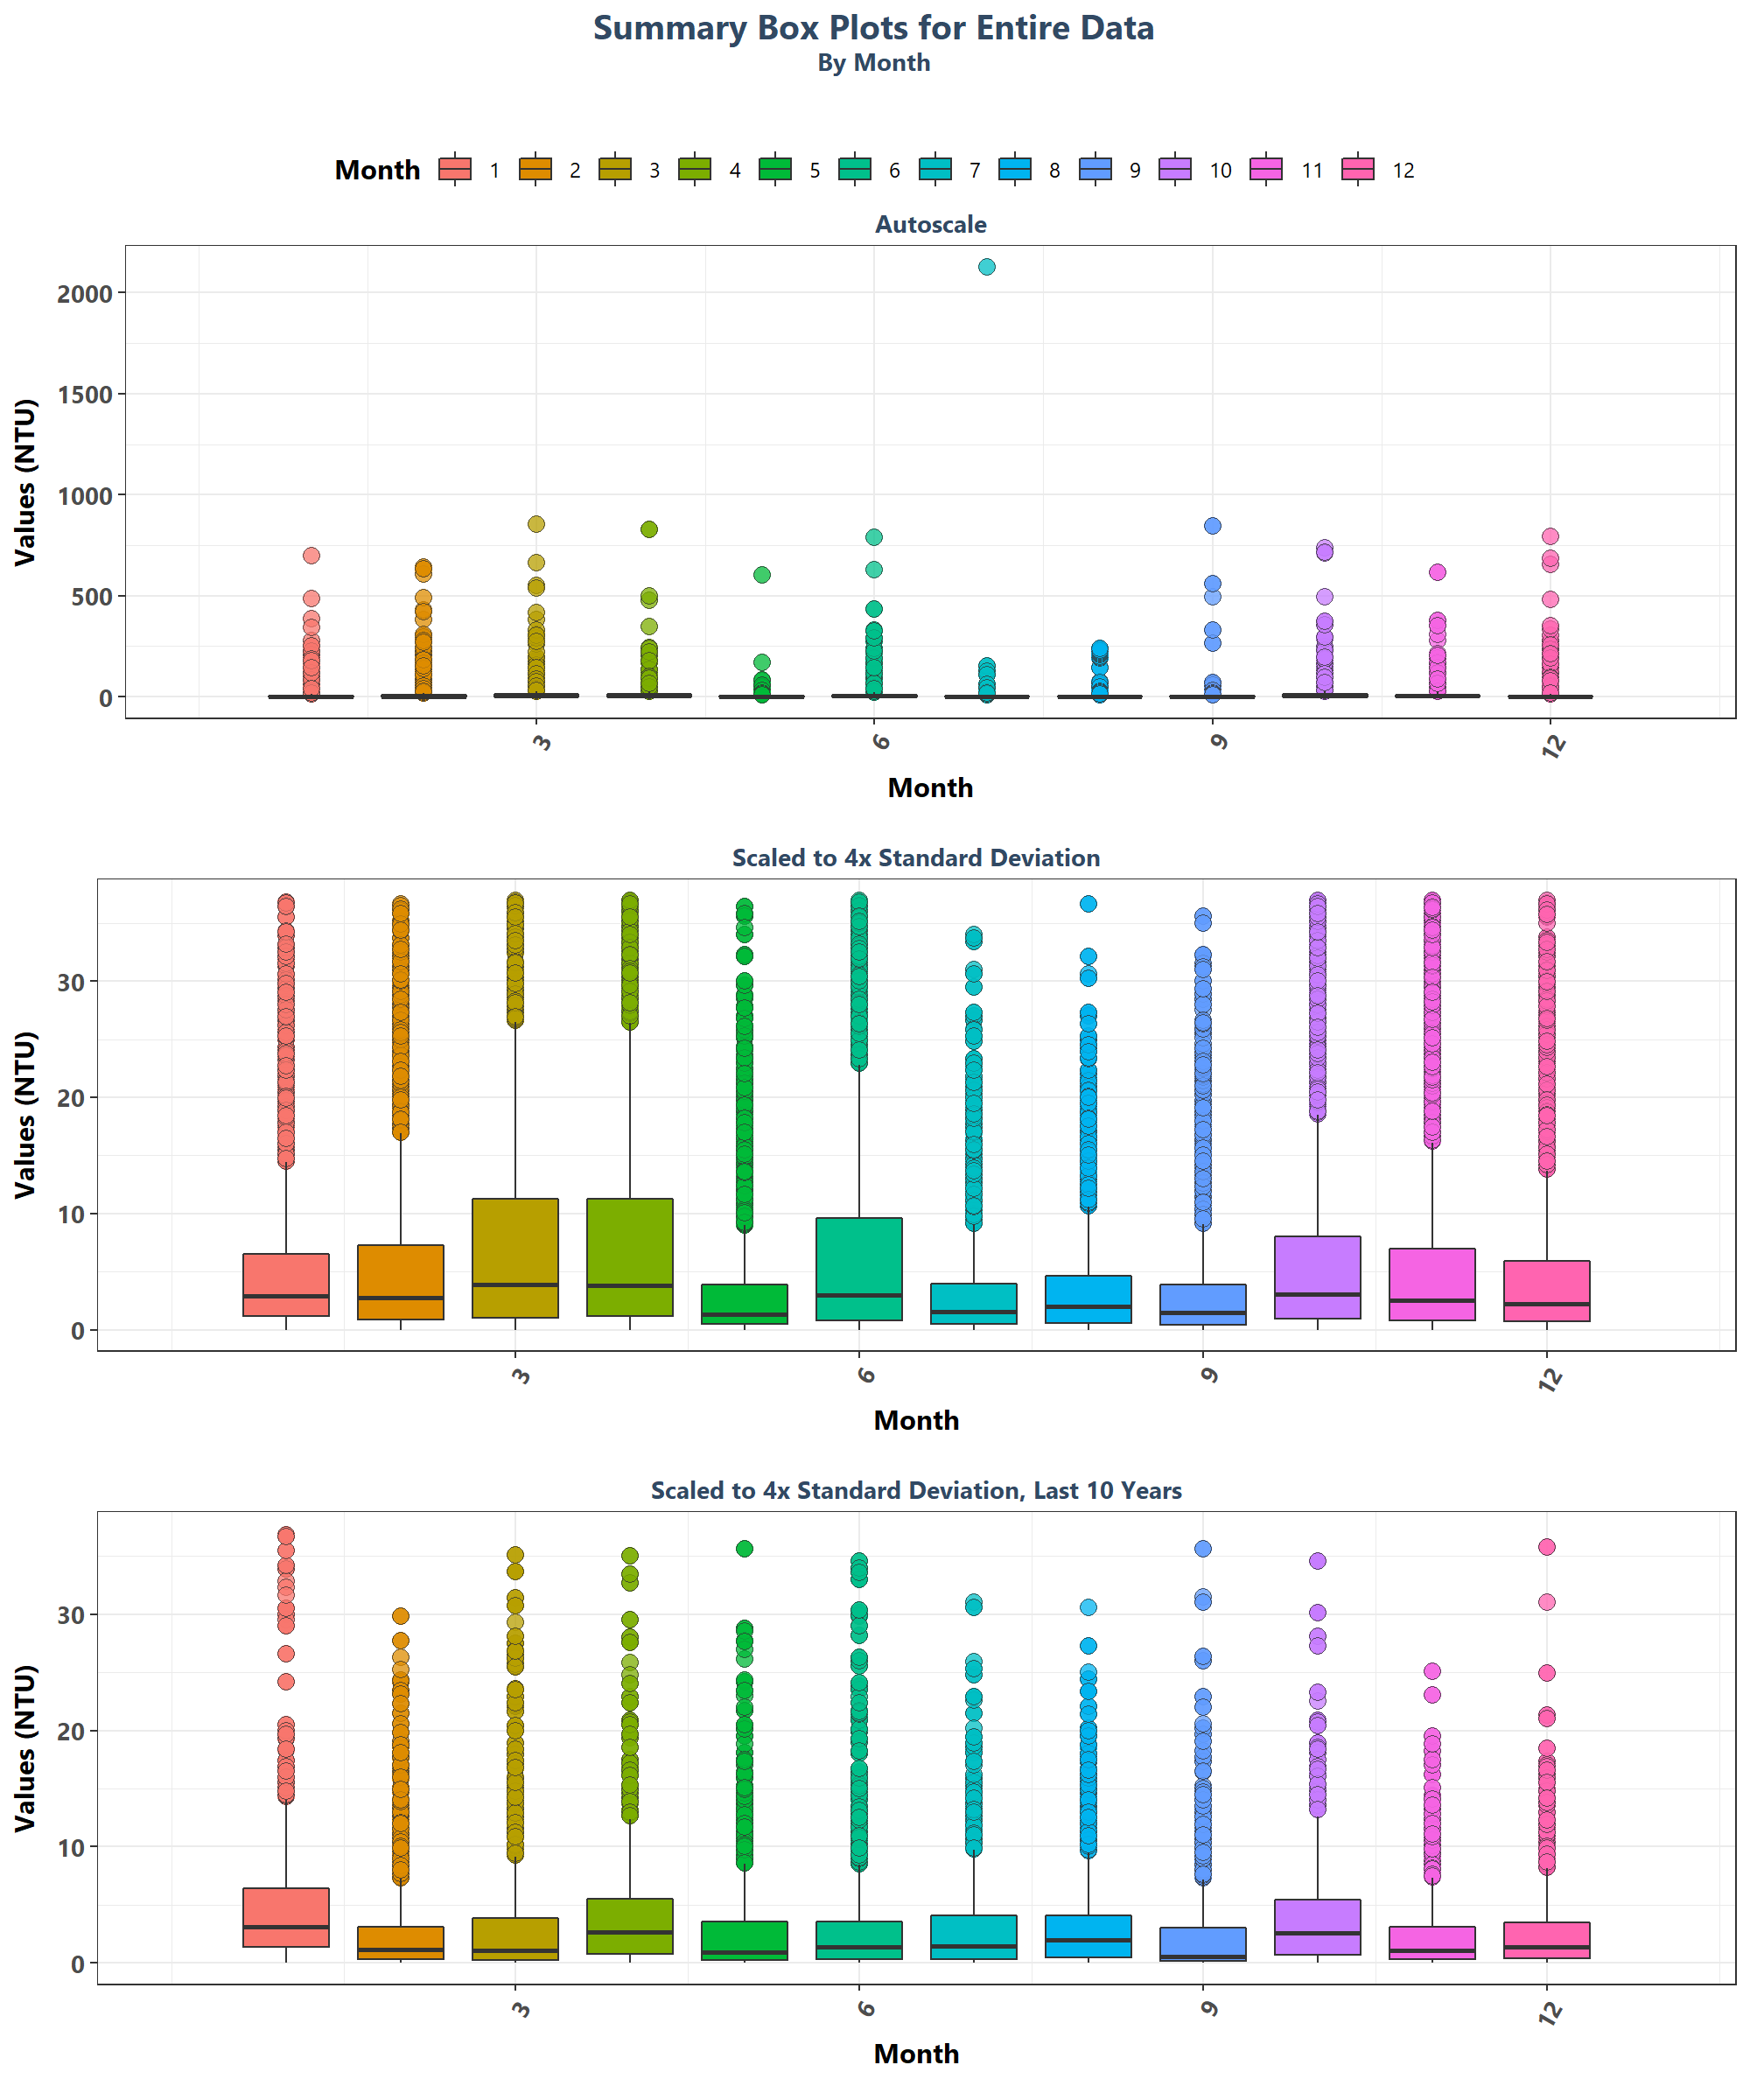 Summary Box Plots for Entire Data
By Month
Month 1 2 3 4 5 6 7 8 9 10 11 12
Autoscale
Values (NTU)
2000
1500
1000
500
0
3 6 9 12
Month
Scaled to 4x Standard Deviation
Values (NTU)
30
20
10
0
3 6 9 12
Month
Scaled to 4x Standard Deviation, Last 10 Years
Values (NTU)
30
20
10
0
3 6 9 12
Month